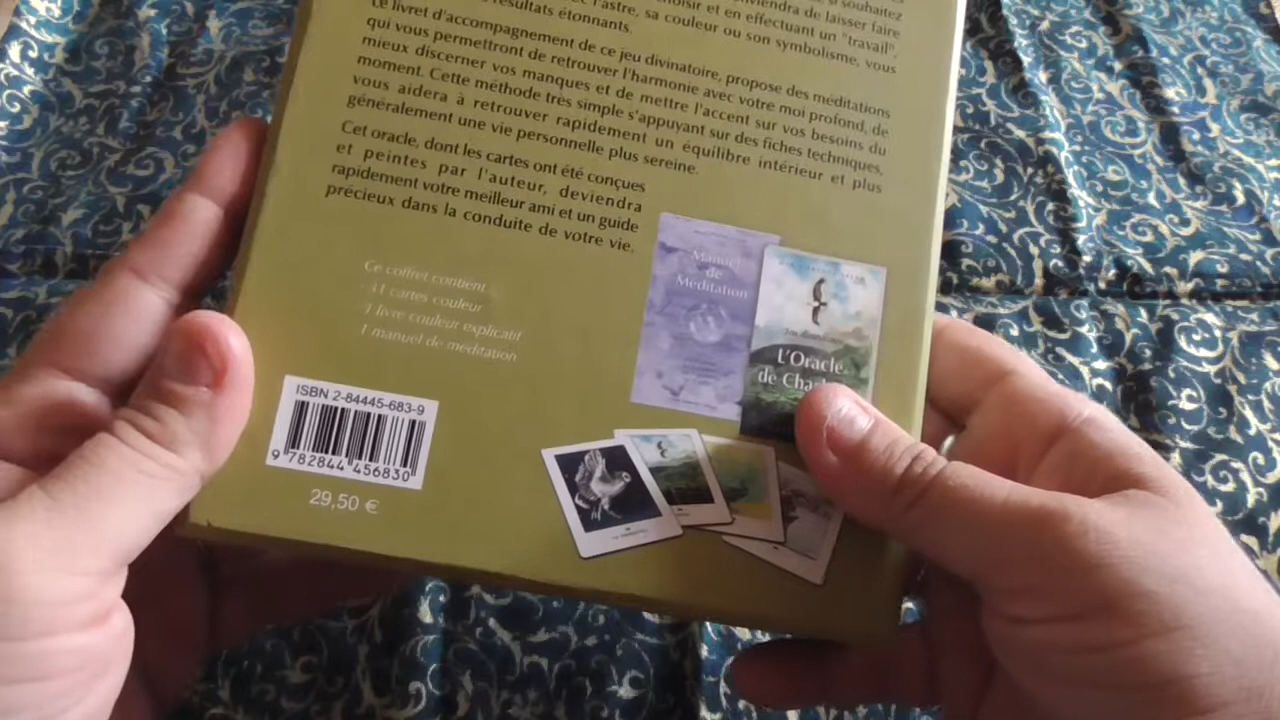 si souhaitez
conviendra de laisser faire
choisir et en effectuant un "travail",
l'astre, sa couleur ou son symbolisme, vous
résultats étonnants.
Le livret d'accompagnement de ce jeu divinatoire, propose des méditations
qui vous permettront de retrouver l'harmonie avec votre moi profond, de
mieux discerner vos manques et de mettre l'accent sur vos besoins du
moment. Cette méthode très simple s'appuyant sur des fiches techniques,
vous aidera à retrouver rapidement un équilibre intérieur et plus
généralement une vie personnelle plus sereine.
Cet oracle, dont les cartes ont été conçues
et peintes par l'auteur, deviendra
rapidement votre meilleur ami et un guide
précieux dans la conduite de votre vie.
Ce coffret contient
31 cartes couleur
1 livre couleur explicatif
1 manuel de méditation
Manuel
de
Méditation
L'Oracle
de
ISBN 2-84445-683-9
9 782844 456830
29,50 €